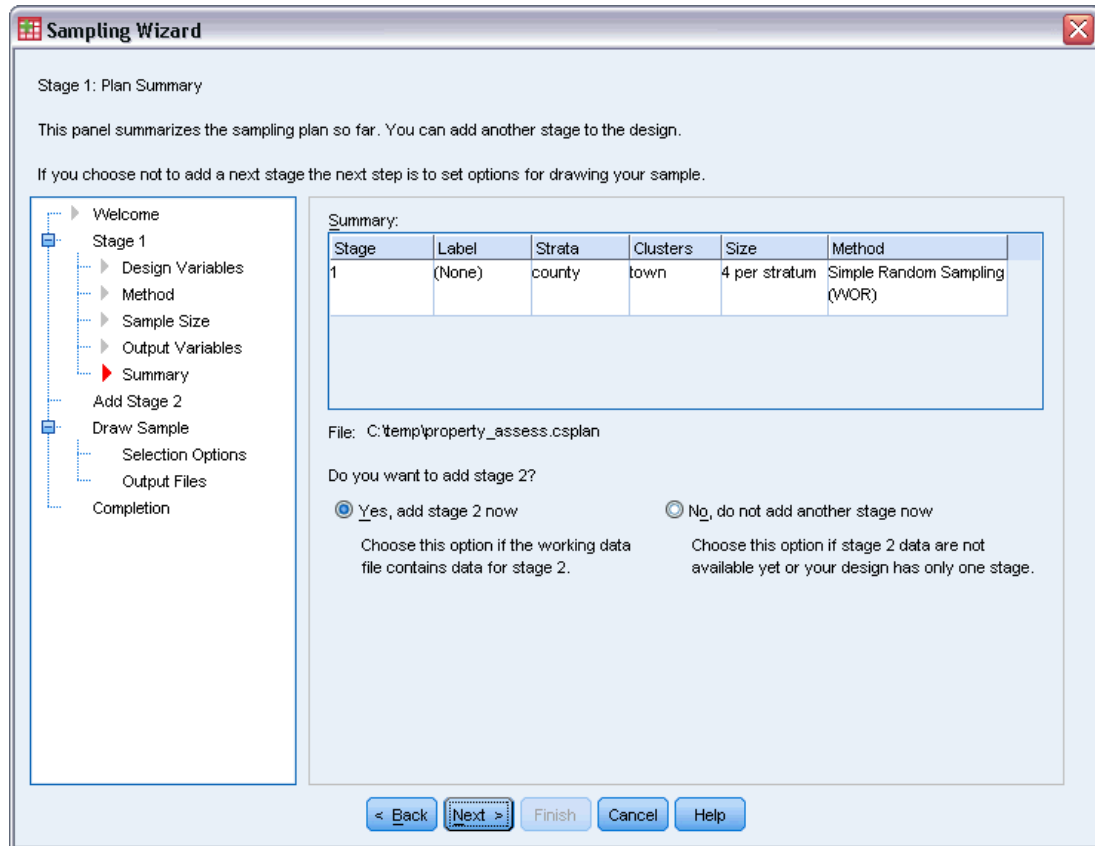 Sampling Wizard
Stage 1: Plan Summary
This panel summarizes the sampling plan so far. You can add another stage to the design.
If you choose not to add a next stage the next step is to set options for drawing your sample.
Welcome
Stage 1
Design Variables
Method
Sample Size
Output Variables
Summary
Add Stage 2
Draw Sample
Selection Options
Output Files
Completion
Summary:
Stage Label Strata Clusters Size Method
1 (None) county town 4 per stratum Simple Random Sampling
(WOR)
File: C:\temp\property_assess.csplan
Do you want to add stage 2?
Yes, add stage 2 now
Choose this option if the working data
file contains data for stage 2.
No, do not add another stage now
Choose this option if stage 2 data are not
available yet or your design has only one stage.
< Back Next > Finish Cancel Help